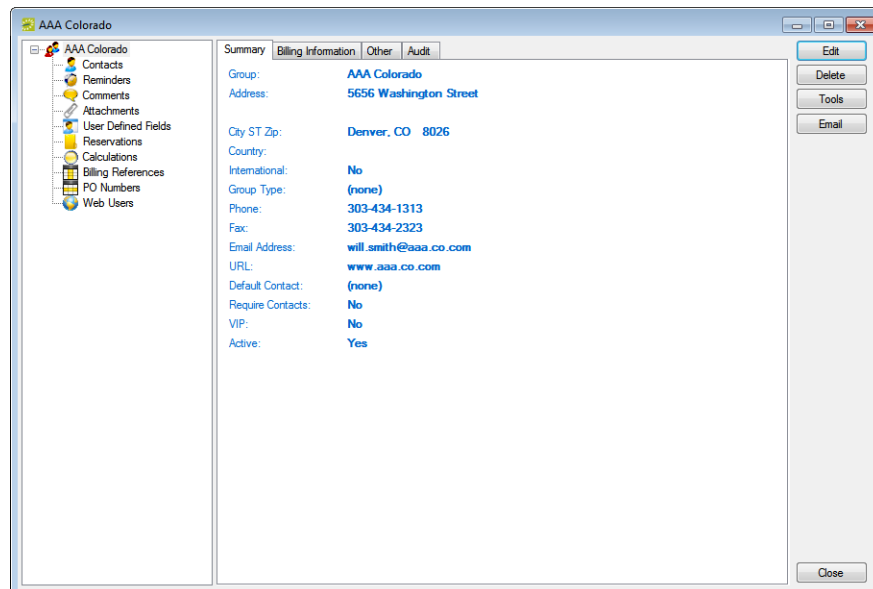 AAA Colorado
AAA Colorado
Contacts
Reminders
Comments
Attachments
User Defined Fields
Reservations
Calculations
Billing References
PO Numbers
Web Users
Summary Billing Information Other Audit
Group: AAA Colorado
Address: 5656 Washington Street
City ST Zip: Denver, CO 8026
Country:
International: No
Group Type: (none)
Phone: 303-434-1313
Fax: 303-434-2323
Email Address: will.smith@aaa.co.com
URL: www.aaa.co.com
Default Contact: (none)
Require Contacts: No
VIP: No
Active: Yes
Edit
Delete
Tools
Email
Close